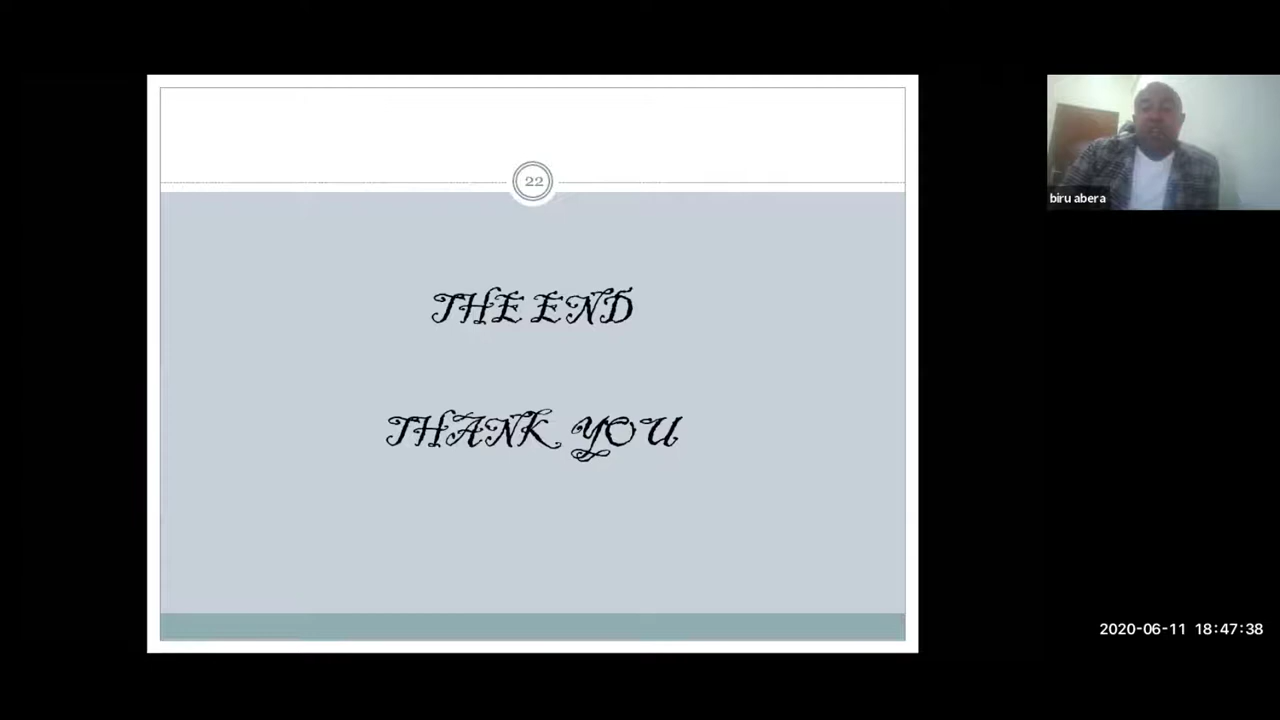 22
THE END
THANK YOU
biru abera
2020-06-11 18:47:38